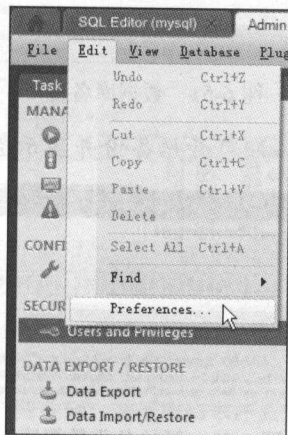 SQL Editor (mysql) × Admin
File Edit View Database Plug
Task
Undo Ctrl+Z
MANA
Redo Ctrl+Y
Cut Ctrl+X
Copy Ctrl+C
Paste Ctrl+V
Delete
CONFI
Select All Ctrl+A
Find
SECUR
Preferences...
Users and Privileges
DATA EXPORT / RESTORE
Data Export
Data Import/Restore